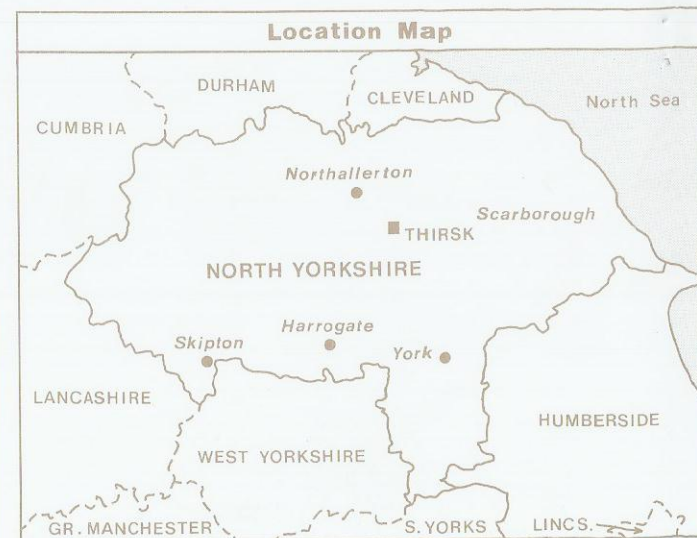 Location Map
DURHAM
CLEVELAND
North Sea
CUMBRIA
Northallerton
Scarborough
THIRSK
NORTH YORKSHIRE
Harrogate
Skipton
York
LANCASHIRE
HUMBERSIDE
WEST YORKSHIRE
GR. MANCHESTER
S. YORKS
LINCS.